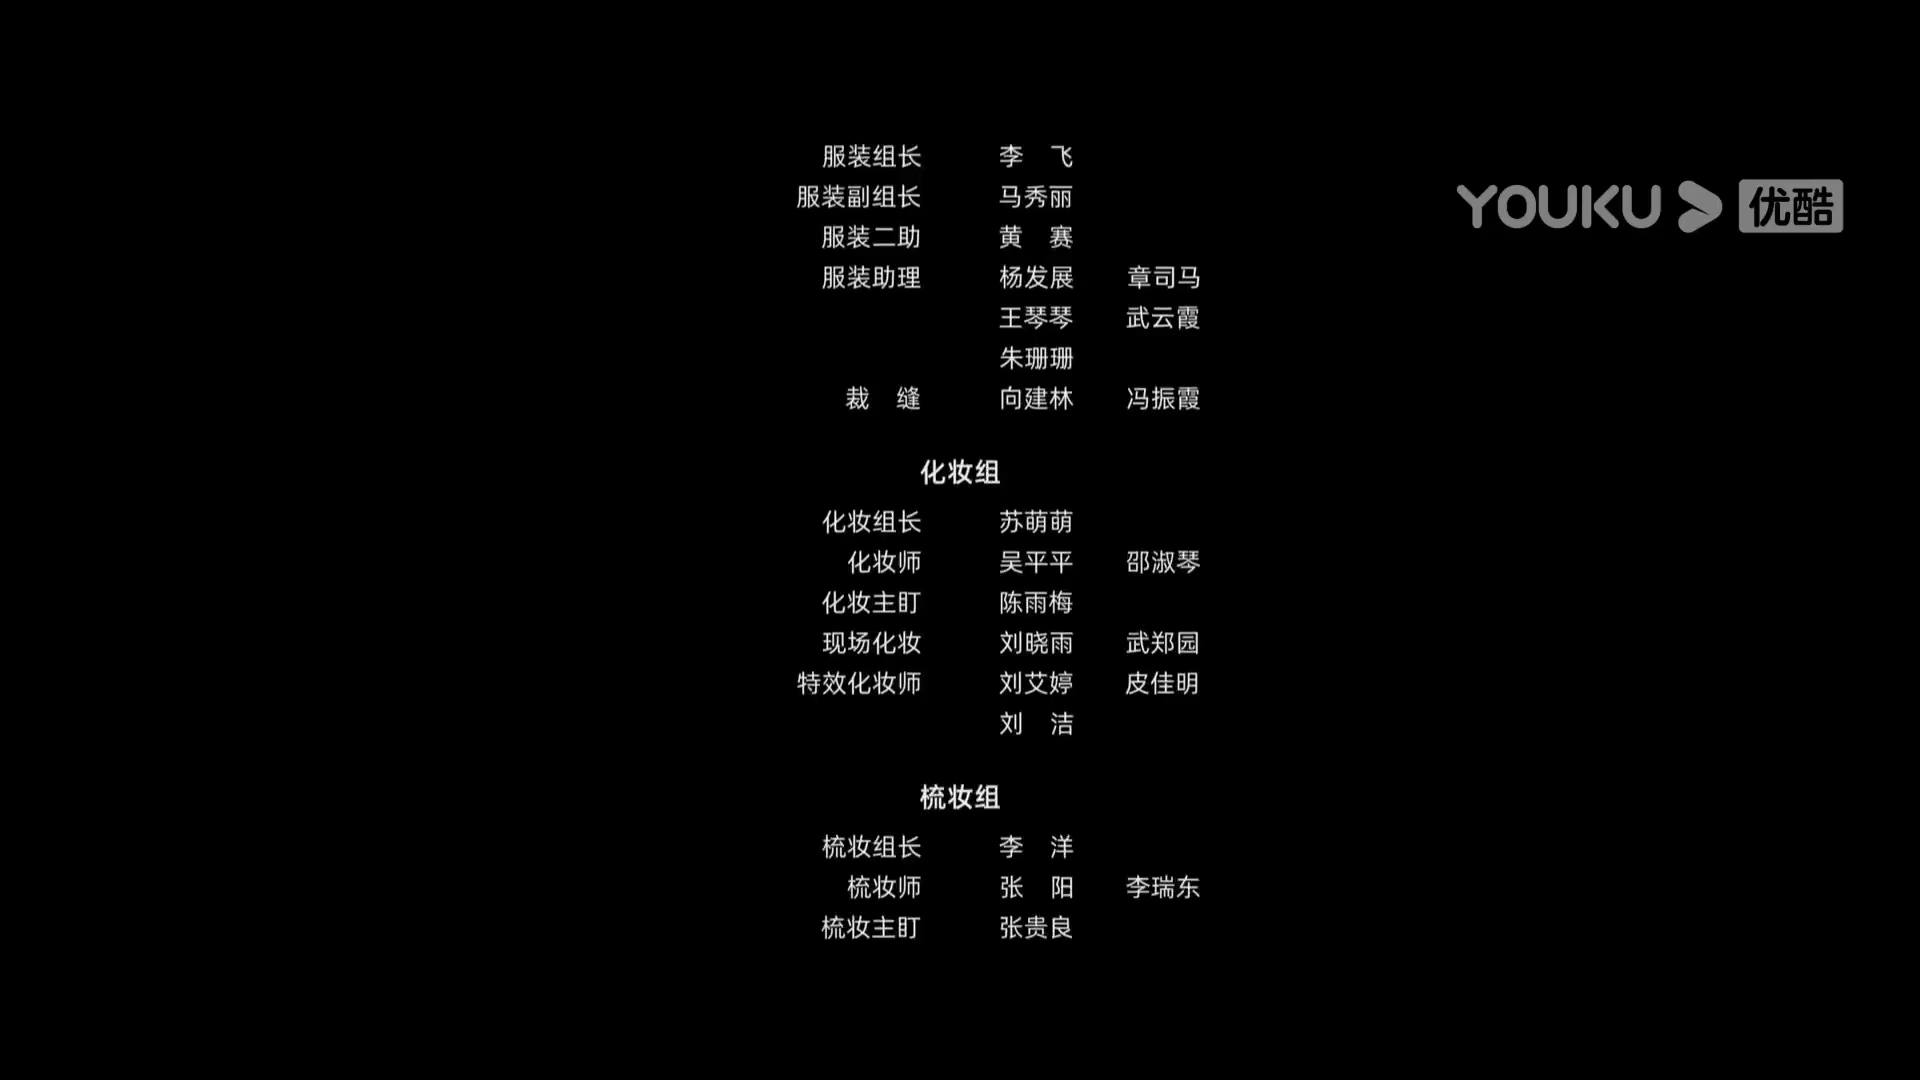 服装组长 李 飞
YOUKU 优酷
服装副组长 马秀丽
服装二助 黄 赛
服装助理 杨发展 章司马
王琴琴 武云霞
朱珊珊
裁 缝 向建林 冯振霞
化妆组
化妆组长 苏萌萌
化妆师 吴平平 邵淑琴
化妆主盯 陈雨梅
现场化妆 刘晓雨 武郑园
特效化妆师 刘艾婷 皮佳明
刘 洁
梳妆组
梳妆组长 李 洋
梳妆师 张 阳 李瑞东
梳妆主盯 张贵良